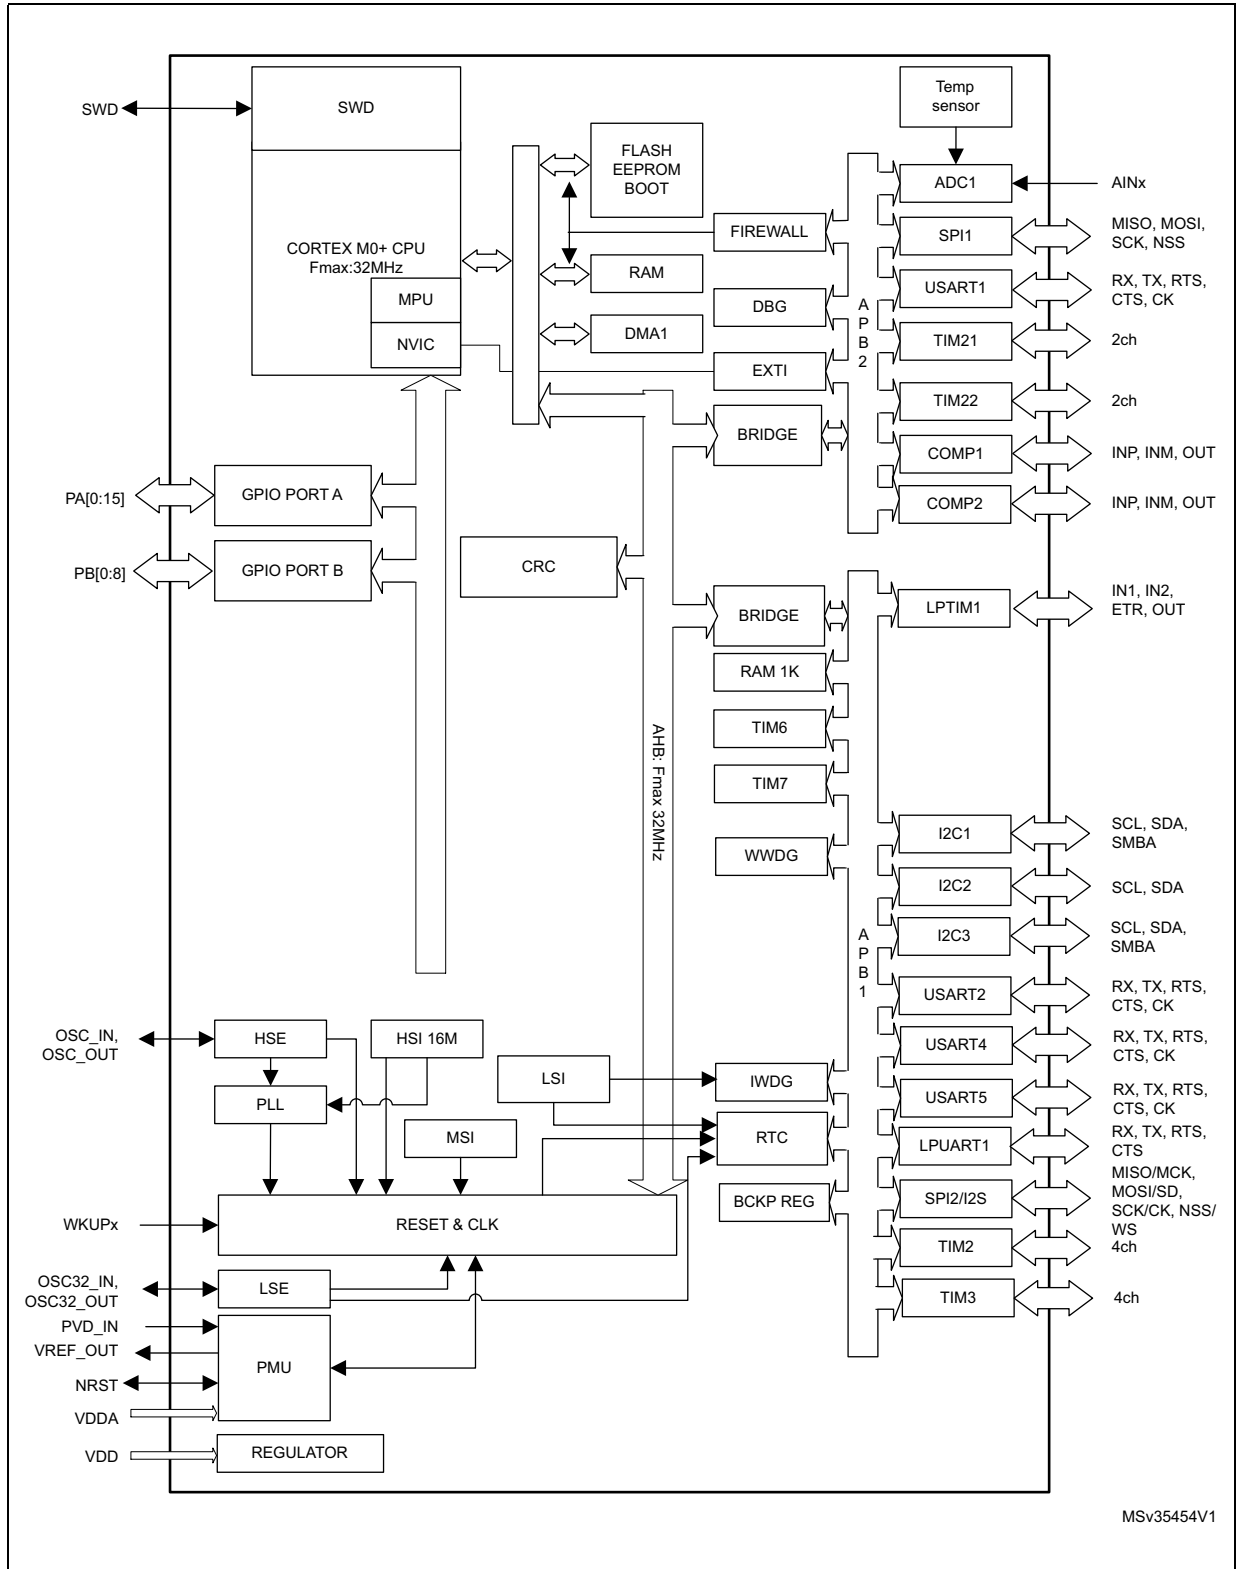 SWD
SWD
CORTEX M0+ CPU
Fmax:32MHz
MPU
NVIC
FLASH
EEPROM
BOOT
RAM
DMA1
FIREWALL
DBG
EXTI
BRIDGE
A
P
B
2
Temp
sensor
ADC1
AINx
SPI1
MISO, MOSI,
SCK, NSS
USART1
RX, TX, RTS,
CTS, CK
TIM21
2ch
TIM22
2ch
COMP1
INP, INM, OUT
COMP2
INP, INM, OUT
PA[0:15]
GPIO PORT A
PB[0:8]
GPIO PORT B
CRC
AHB: Fmax 32MHz
BRIDGE
RAM 1K
TIM6
TIM7
WWDG
A
P
B
1
LPTIM1
IN1, IN2,
ETR, OUT
I2C1
SCL, SDA,
SMBA
I2C2
SCL, SDA
I2C3
SCL, SDA,
SMBA
USART2
RX, TX, RTS,
CTS, CK
USART4
RX, TX, RTS,
CTS, CK
USART5
RX, TX, RTS,
CTS, CK
LPUART1
RX, TX, RTS,
CTS
SPI2/I2S
MISO/MCK,
MOSI/SD,
SCK/CK, NSS/
WS
TIM2
4ch
TIM3
4ch
OSC_IN,
OSC_OUT
HSE
HSI 16M
PLL
MSI
LSI
IWDG
RTC
BCKP REG
WKUPx
RESET & CLK
OSC32_IN,
OSC32_OUT
LSE
PVD_IN
VREF_OUT
NRST
VDDA
PMU
VDD
REGULATOR
MSv35454V1